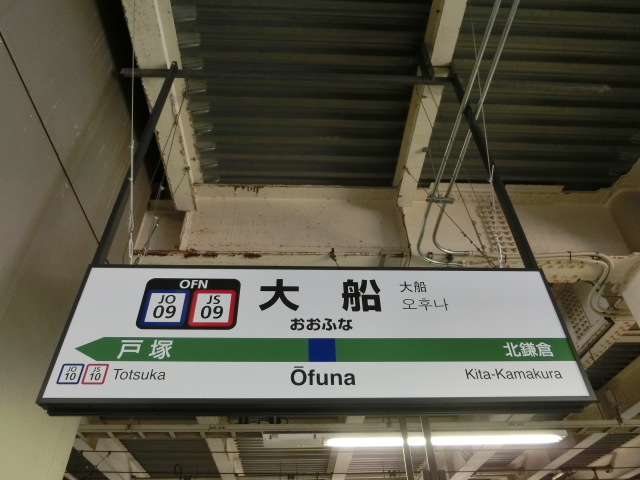 OFN
JO 09
JS 09
大船
大船
오후나
おおふな
戸塚
北鎌倉
JO 10
JS 10
Totsuka
Ōfuna
Kita-Kamakura